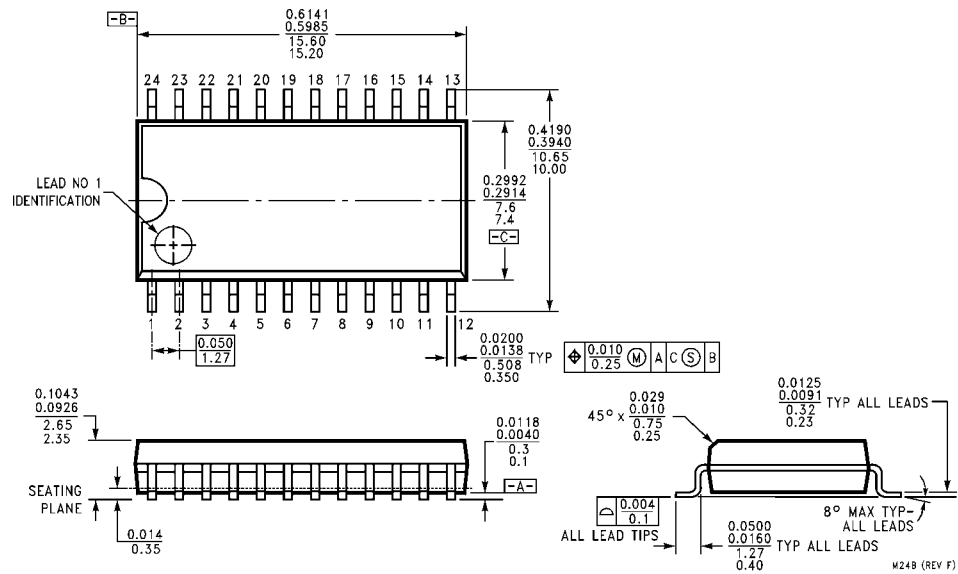 -B-
0.6141
0.5985
15.60
15.20
24 23 22 21 20 19 18 17 16 15 14 13
LEAD NO 1
IDENTIFICATION
0.4190
0.3940
10.65
10.00
0.2992
0.2914
7.6
7.4
-C-
1 2 3 4 5 6 7 8 9 10 11 12
0.050
1.27
0.0200
0.0138
0.508
0.350
TYP
⌖ 0.010 Ⓜ A C Ⓢ B
0.25
0.1043
0.0926
2.65
2.35
0.0118
0.0040
0.3
0.1
-A-
SEATING
PLANE
0.014
0.35
45° x
0.029
0.010
0.75
0.25
0.0125
0.0091
0.32
0.23
TYP ALL LEADS
0.004
0.1
ALL LEAD TIPS
8° MAX TYP-
ALL LEADS
0.0500
0.0160
1.27
0.40
TYP ALL LEADS
M24B (REV F)